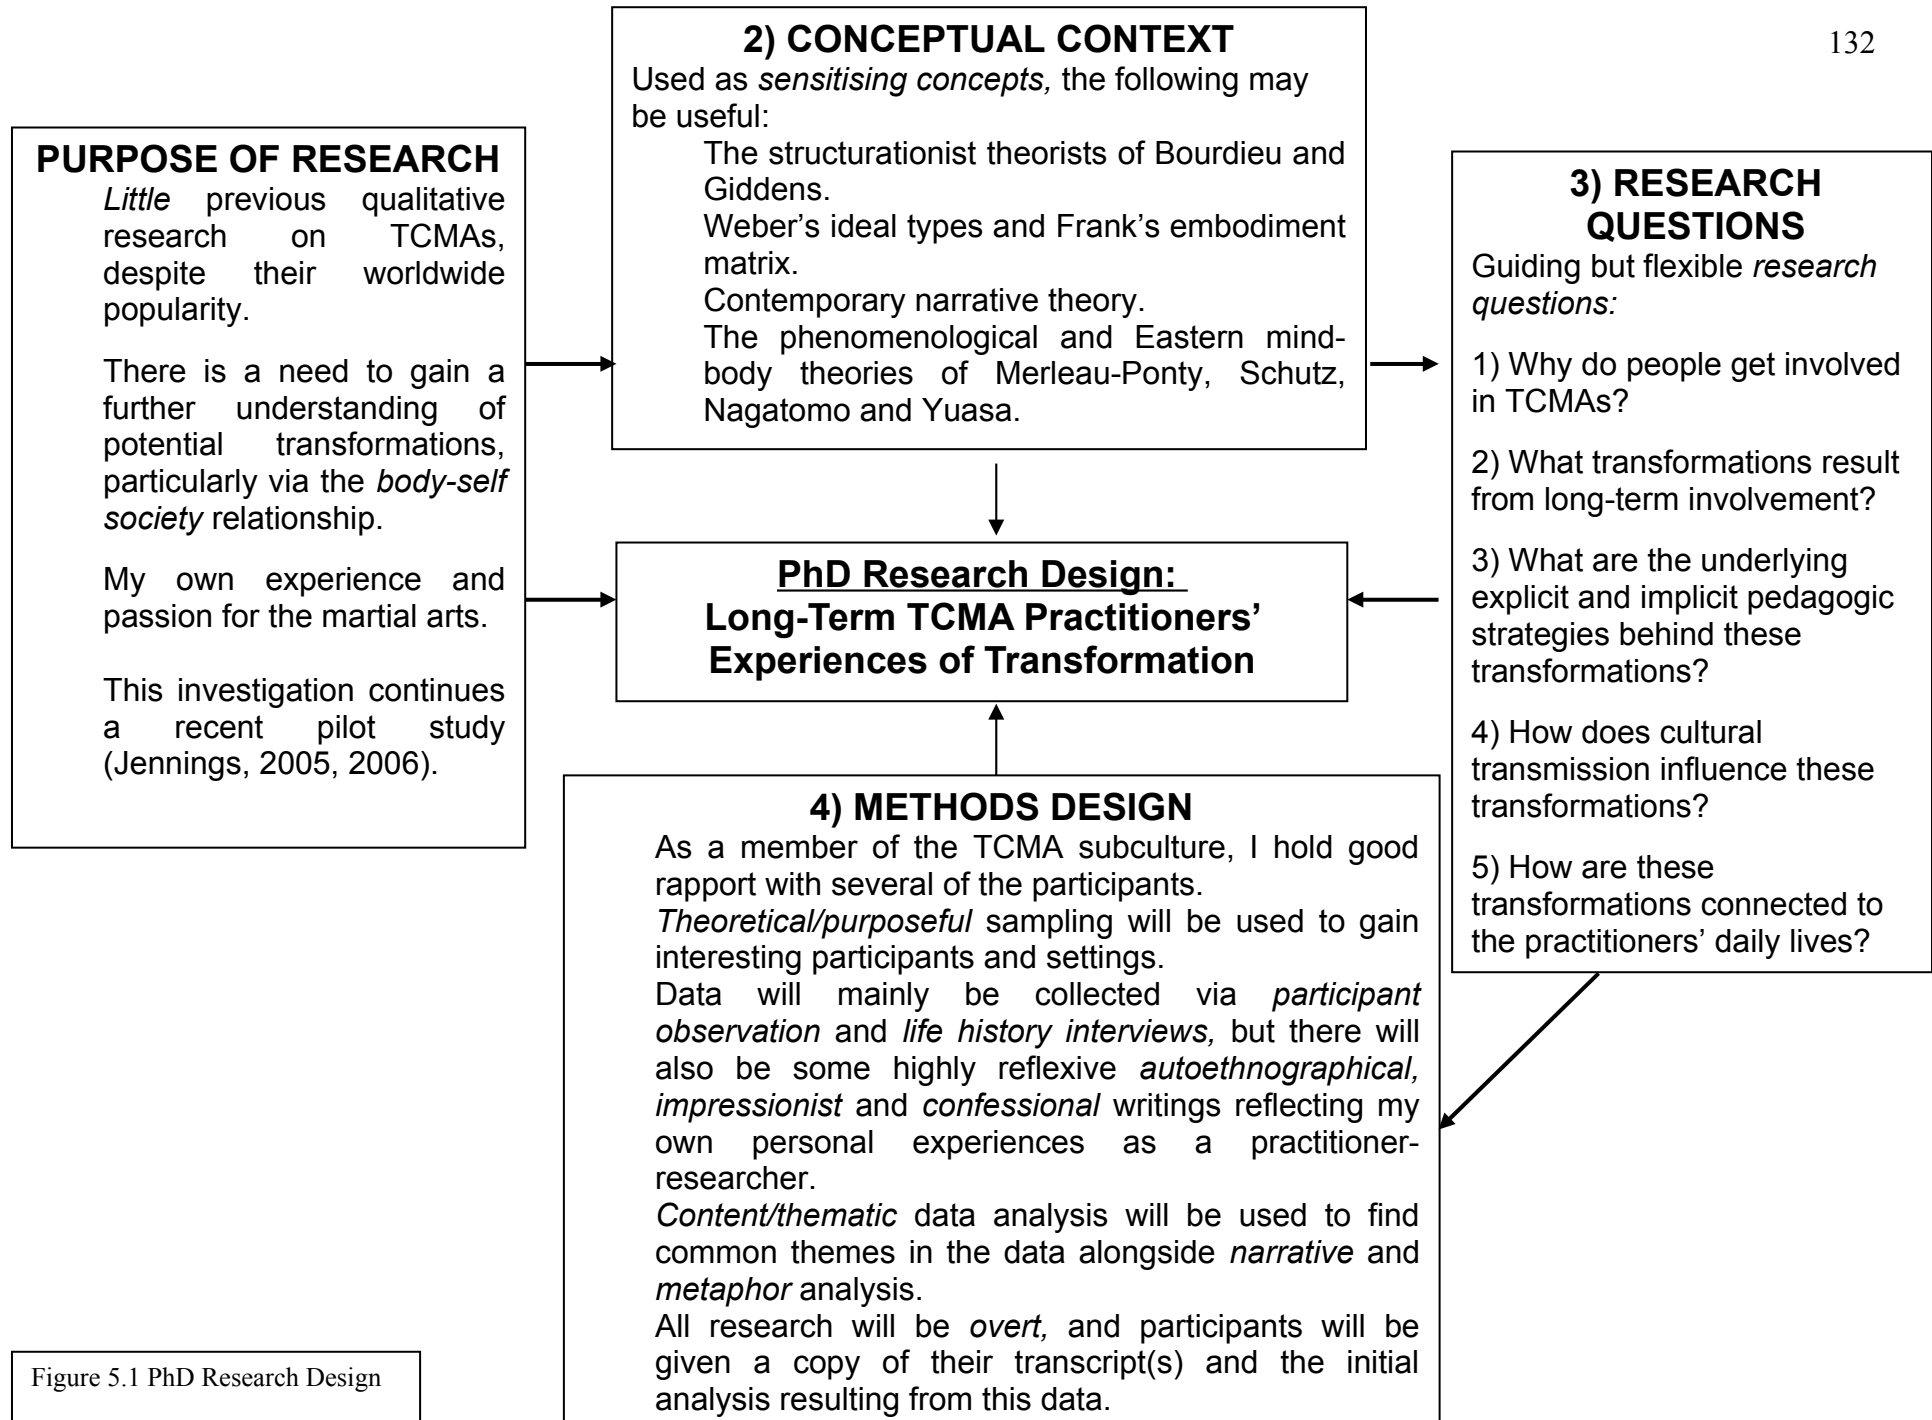 132
PURPOSE OF RESEARCH
Little previous qualitative
research on TCMAs,
despite their worldwide
popularity.
There is a need to gain a
further understanding of
potential transformations,
particularly via the body-self
society relationship.
My own experience and
passion for the martial arts.
This investigation continues
a recent pilot study
(Jennings, 2005, 2006).
2) CONCEPTUAL CONTEXT
Used as sensitising concepts, the following may
be useful:
The structurationist theorists of Bourdieu and
Giddens.
Weber’s ideal types and Frank’s embodiment
matrix.
Contemporary narrative theory.
The phenomenological and Eastern mind-
body theories of Merleau-Ponty, Schutz,
Nagatomo and Yuasa.
3) RESEARCH
QUESTIONS
Guiding but flexible research
questions:
1) Why do people get involved
in TCMAs?
2) What transformations result
from long-term involvement?
3) What are the underlying
explicit and implicit pedagogic
strategies behind these
transformations?
4) How does cultural
transmission influence these
transformations?
5) How are these
transformations connected to
the practitioners’ daily lives?
PhD Research Design:
Long-Term TCMA Practitioners’
Experiences of Transformation
4) METHODS DESIGN
As a member of the TCMA subculture, I hold good
rapport with several of the participants.
Theoretical/purposeful sampling will be used to gain
interesting participants and settings.
Data will mainly be collected via participant
observation and life history interviews, but there will
also be some highly reflexive autoethnographical,
impressionist and confessional writings reflecting my
own personal experiences as a practitioner-
researcher.
Content/thematic data analysis will be used to find
common themes in the data alongside narrative and
metaphor analysis.
All research will be overt, and participants will be
given a copy of their transcript(s) and the initial
analysis resulting from this data.
Figure 5.1 PhD Research Design